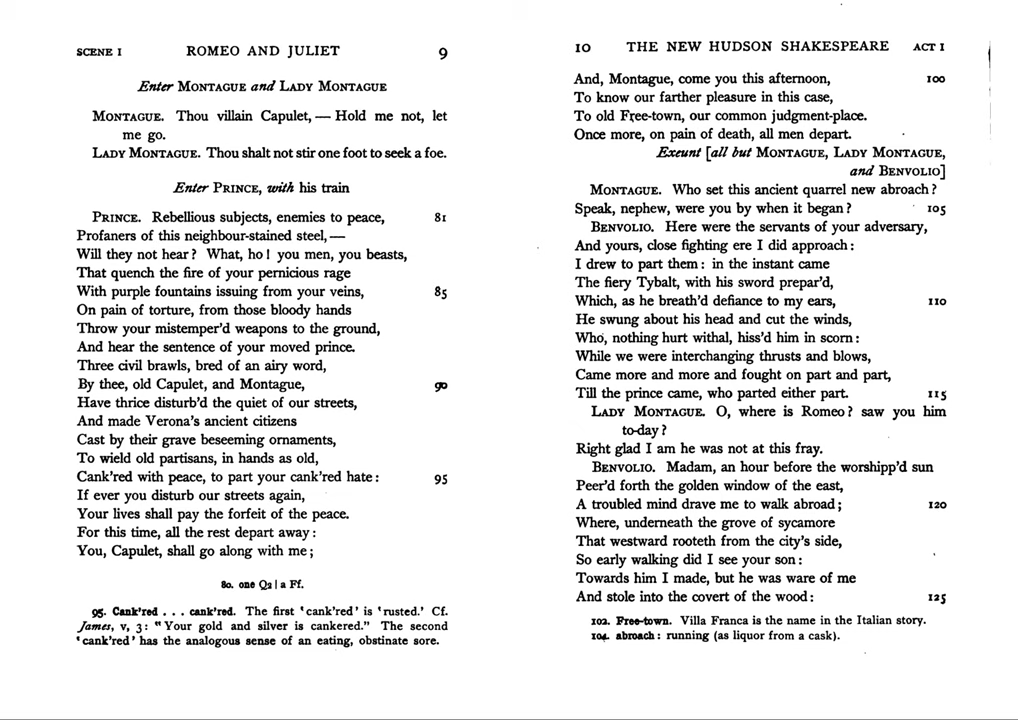 SCENE I ROMEO AND JULIET 9
Enter MONTAGUE and LADY MONTAGUE
MONTAGUE. Thou villain Capulet, — Hold me not, let
me go.
LADY MONTAGUE. Thou shalt not stir one foot to seek a foe.
Enter PRINCE, with his train
PRINCE. Rebellious subjects, enemies to peace, 81
Profaners of this neighbour-stained steel, —
Will they not hear? What, ho! you men, you beasts,
That quench the fire of your pernicious rage
With purple fountains issuing from your veins, 85
On pain of torture, from those bloody hands
Throw your mistemper'd weapons to the ground,
And hear the sentence of your moved prince.
Three civil brawls, bred of an airy word,
By thee, old Capulet, and Montague, 90
Have thrice disturb'd the quiet of our streets,
And made Verona's ancient citizens
Cast by their grave beseeming ornaments,
To wield old partisans, in hands as old,
Cank'red with peace, to part your cank'red hate: 95
If ever you disturb our streets again,
Your lives shall pay the forfeit of the peace.
For this time, all the rest depart away:
You, Capulet, shall go along with me;
80. one Q2 | a Ff.
95. Cank'red . . . cank'red. The first 'cank'red' is 'rusted.' Cf.
James, v, 3: "Your gold and silver is cankered." The second
'cank'red' has the analogous sense of an eating, obstinate sore.
10 THE NEW HUDSON SHAKESPEARE ACT I
And, Montague, come you this afternoon, 100
To know our farther pleasure in this case,
To old Free-town, our common judgment-place.
Once more, on pain of death, all men depart.
Exeunt [all but MONTAGUE, LADY MONTAGUE,
and BENVOLIO]
MONTAGUE. Who set this ancient quarrel new abroach?
Speak, nephew, were you by when it began? 105
BENVOLIO. Here were the servants of your adversary,
And yours, close fighting ere I did approach:
I drew to part them: in the instant came
The fiery Tybalt, with his sword prepar'd,
Which, as he breath'd defiance to my ears, 110
He swung about his head and cut the winds,
Who, nothing hurt withal, hiss'd him in scorn:
While we were interchanging thrusts and blows,
Came more and more and fought on part and part,
Till the prince came, who parted either part. 115
LADY MONTAGUE. O, where is Romeo? saw you him
to-day?
Right glad I am he was not at this fray.
BENVOLIO. Madam, an hour before the worshipp'd sun
Peer'd forth the golden window of the east,
A troubled mind drave me to walk abroad; 120
Where, underneath the grove of sycamore
That westward rooteth from the city's side,
So early walking did I see your son:
Towards him I made, but he was ware of me
And stole into the covert of the wood: 125
102. Free-town. Villa Franca is the name in the Italian story.
104. abroach: running (as liquor from a cask).